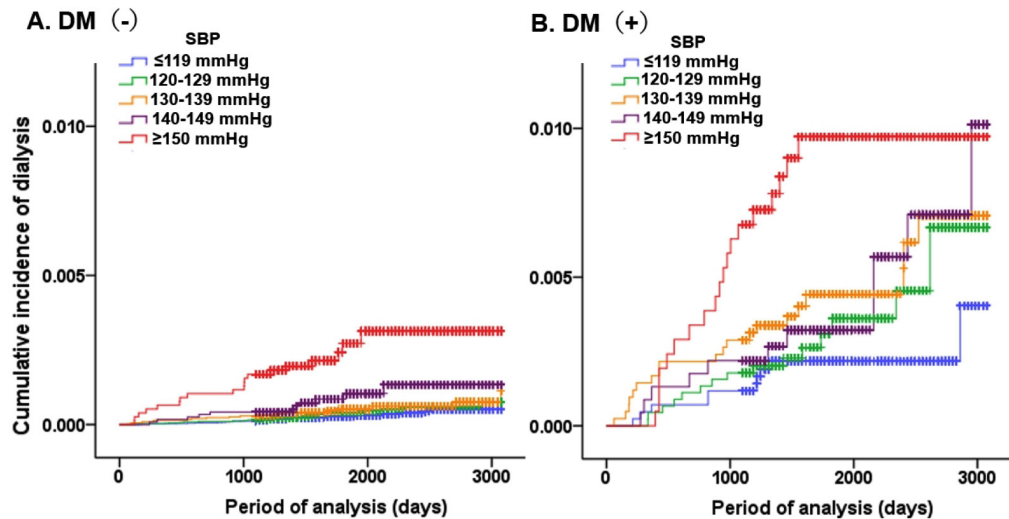 A. DM (-)
SBP
≤119 mmHg
120-129 mmHg
130-139 mmHg
140-149 mmHg
≥150 mmHg
Cumulative incidence of dialysis
0.010
0.005
0.000
0 1000 2000 3000
Period of analysis (days)
B. DM (+)
SBP
≤119 mmHg
120-129 mmHg
130-139 mmHg
140-149 mmHg
≥150 mmHg
0.010
0.005
0.000
0 1000 2000 3000
Period of analysis (days)